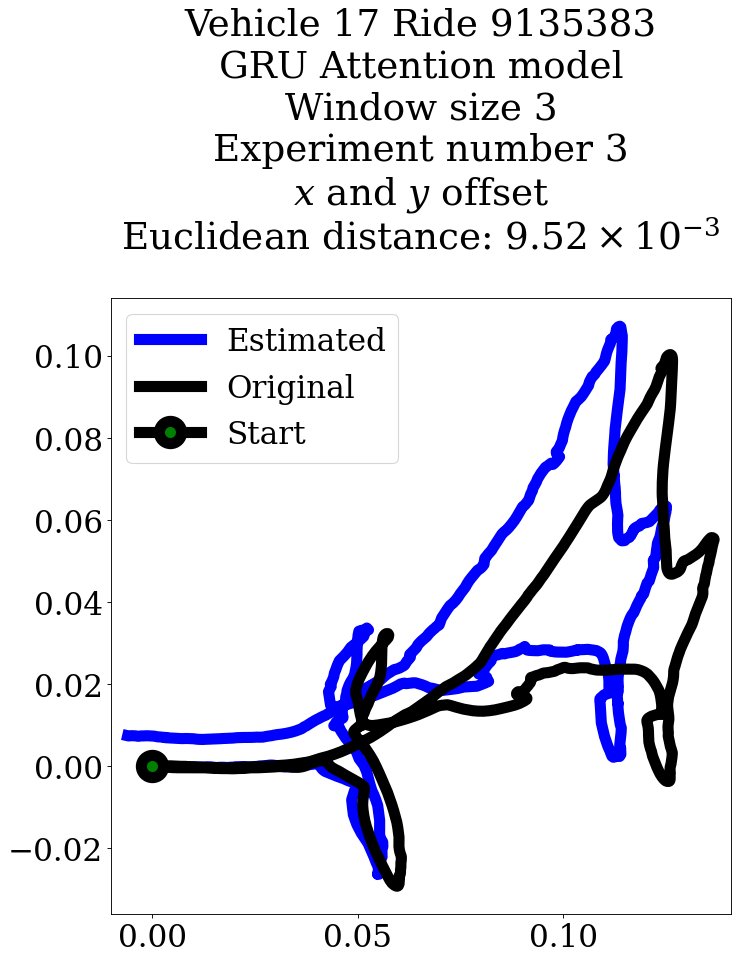 Vehicle 17 Ride 9135383
GRU Attention model
Window size 3
Experiment number 3
x and y offset
Euclidean distance: 9.52 × 10⁻³
Estimated
Original
Start
0.10
0.08
0.06
0.04
0.02
0.00
−0.02
0.00 0.05 0.10